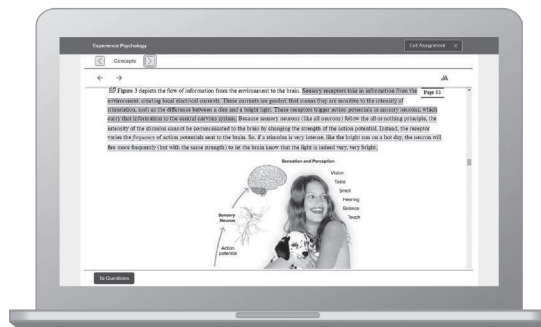 Experience Psychology
Exit Assignment ×
< Concepts >
← →
Figure 3 depicts the flow of information from the environment to the brain. Sensory receptors take in information from the
Page 83
environment, creating local electrical currents. These currents are graded; that means they are sensitive to the intensity of
stimulation, such as the difference between a dim and a bright light. These receptors trigger action potentials in sensory neurons, which
carry that information to the central nervous system. Because sensory neurons (like all neurons) follow the all-or-nothing principle, the
intensity of the stimulus cannot be communicated to the brain by changing the strength of the action potential. Instead, the receptor
varies the frequency of action potentials sent to the brain. So, if a stimulus is very intense, like the bright sun on a hot day, the neuron will
fire more frequently (but with the same strength) to let the brain know that the light is indeed very, very bright.
Sensation and Perception
Vision
Taste
Smell
Hearing
Balance
Touch
Sensory
Neuron
Action
potential
To Questions